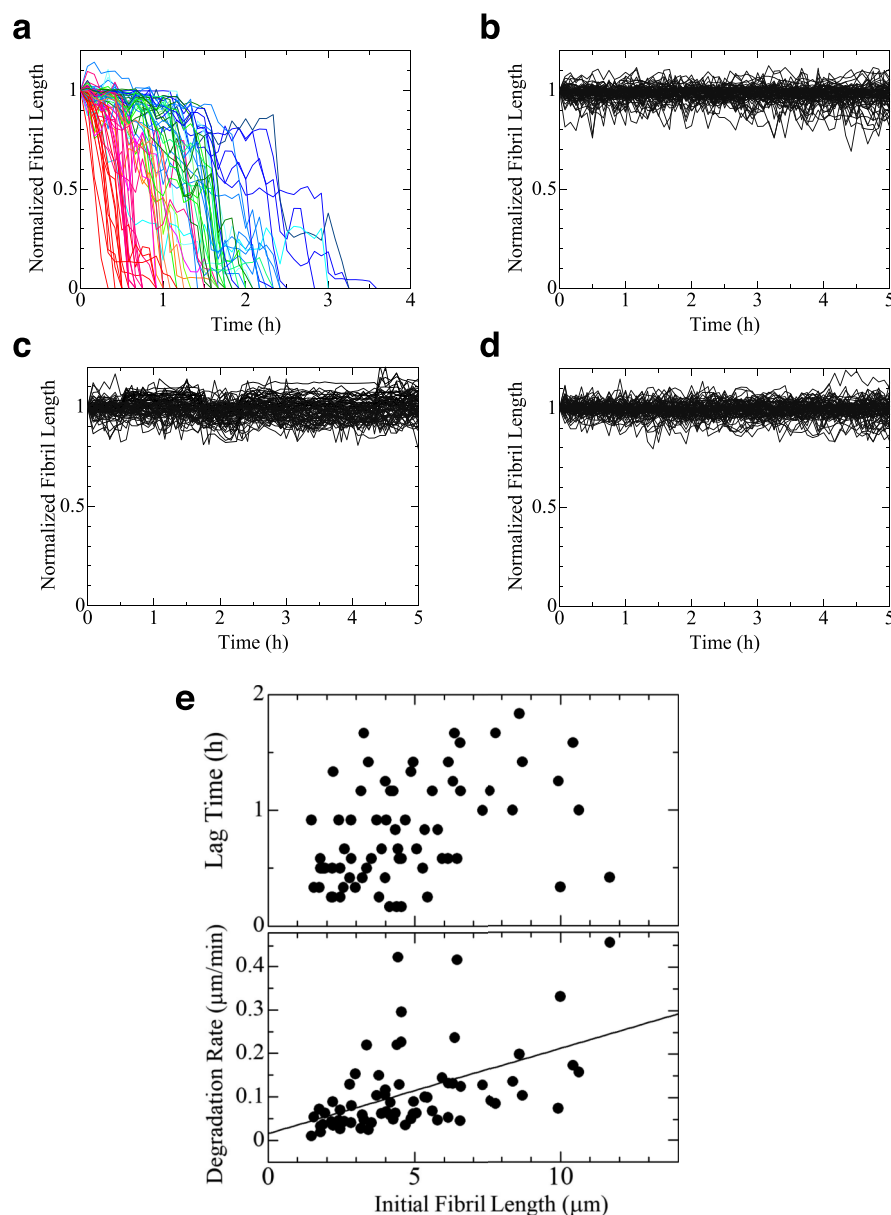 a
Normalized Fibril Length
1
0.5
0
0 1 2 3 4
Time (h)
b
Normalized Fibril Length
1
0.5
0
0 1 2 3 4 5
Time (h)
c
Normalized Fibril Length
1
0.5
0
0 1 2 3 4 5
Time (h)
d
Normalized Fibril Length
1
0.5
0
0 1 2 3 4 5
Time (h)
e
Lag Time (h)
2
1
0
Degradation Rate (μm/min)
0.4
0.3
0.2
0.1
0
0 5 10
Initial Fibril Length (μm)